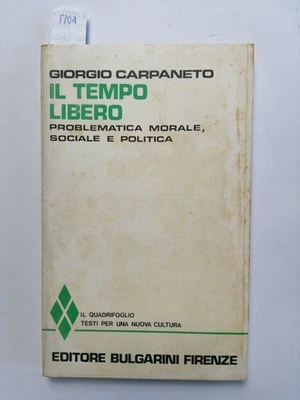 5104
GIORGIO CARPANETO
IL TEMPO
LIBERO
PROBLEMATICA MORALE,
SOCIALE E POLITICA
IL QUADRIFOGLIO
TESTI PER UNA NUOVA CULTURA
EDITORE BULGARINI FIRENZE